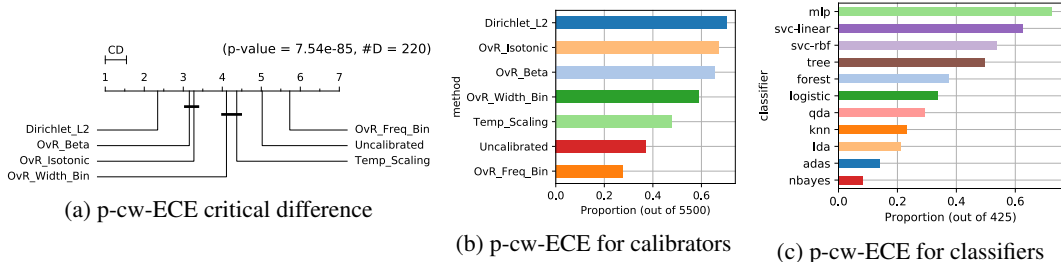 CD
(p-value = 7.54e-85, #D = 220)
1 2 3 4 5 6 7
Dirichlet_L2
OvR_Beta
OvR_Isotonic
OvR_Width_Bin
OvR_Freq_Bin
Uncalibrated
Temp_Scaling
(a) p-cw-ECE critical difference
method
Dirichlet_L2
OvR_Isotonic
OvR_Beta
OvR_Width_Bin
Temp_Scaling
Uncalibrated
OvR_Freq_Bin
0.0 0.2 0.4 0.6
Proportion (out of 5500)
(b) p-cw-ECE for calibrators
classifier
mlp
svc-linear
svc-rbf
tree
forest
logistic
qda
knn
lda
adas
nbayes
0.0 0.2 0.4 0.6
Proportion (out of 425)
(c) p-cw-ECE for classifiers